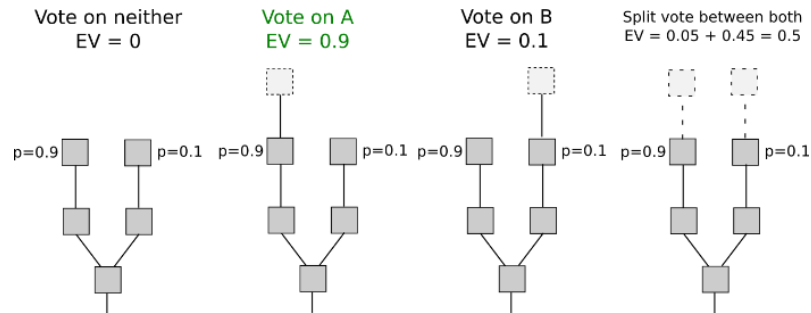 Vote on neither
EV = 0
Vote on A
EV = 0.9
Vote on B
EV = 0.1
Split vote between both
EV = 0.05 + 0.45 = 0.5
p=0.9
p=0.1
p=0.9
p=0.1
p=0.9
p=0.1
p=0.9
p=0.1